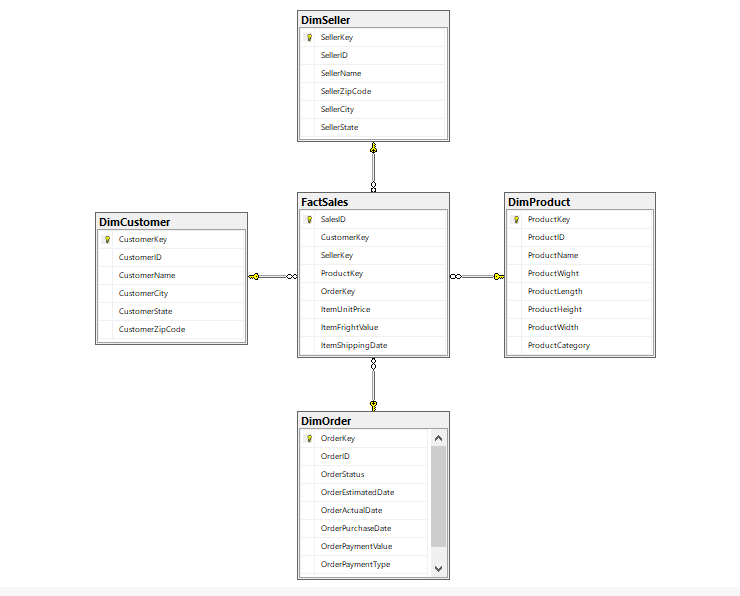 DimSeller
SellerKey
SellerID
SellerName
SellerZipCode
SellerCity
SellerState
FactSales
SalesID
CustomerKey
SellerKey
ProductKey
OrderKey
ItemUnitPrice
ItemFrightValue
ItemShippingDate
DimCustomer
CustomerKey
CustomerID
CustomerName
CustomerCity
CustomerState
CustomerZipCode
DimProduct
ProductKey
ProductID
ProductName
ProductWight
ProductLength
ProductHeight
ProductWidth
ProductCategory
DimOrder
OrderKey
OrderID
OrderStatus
OrderEstimatedDate
OrderActualDate
OrderPurchaseDate
OrderPaymentValue
OrderPaymentType